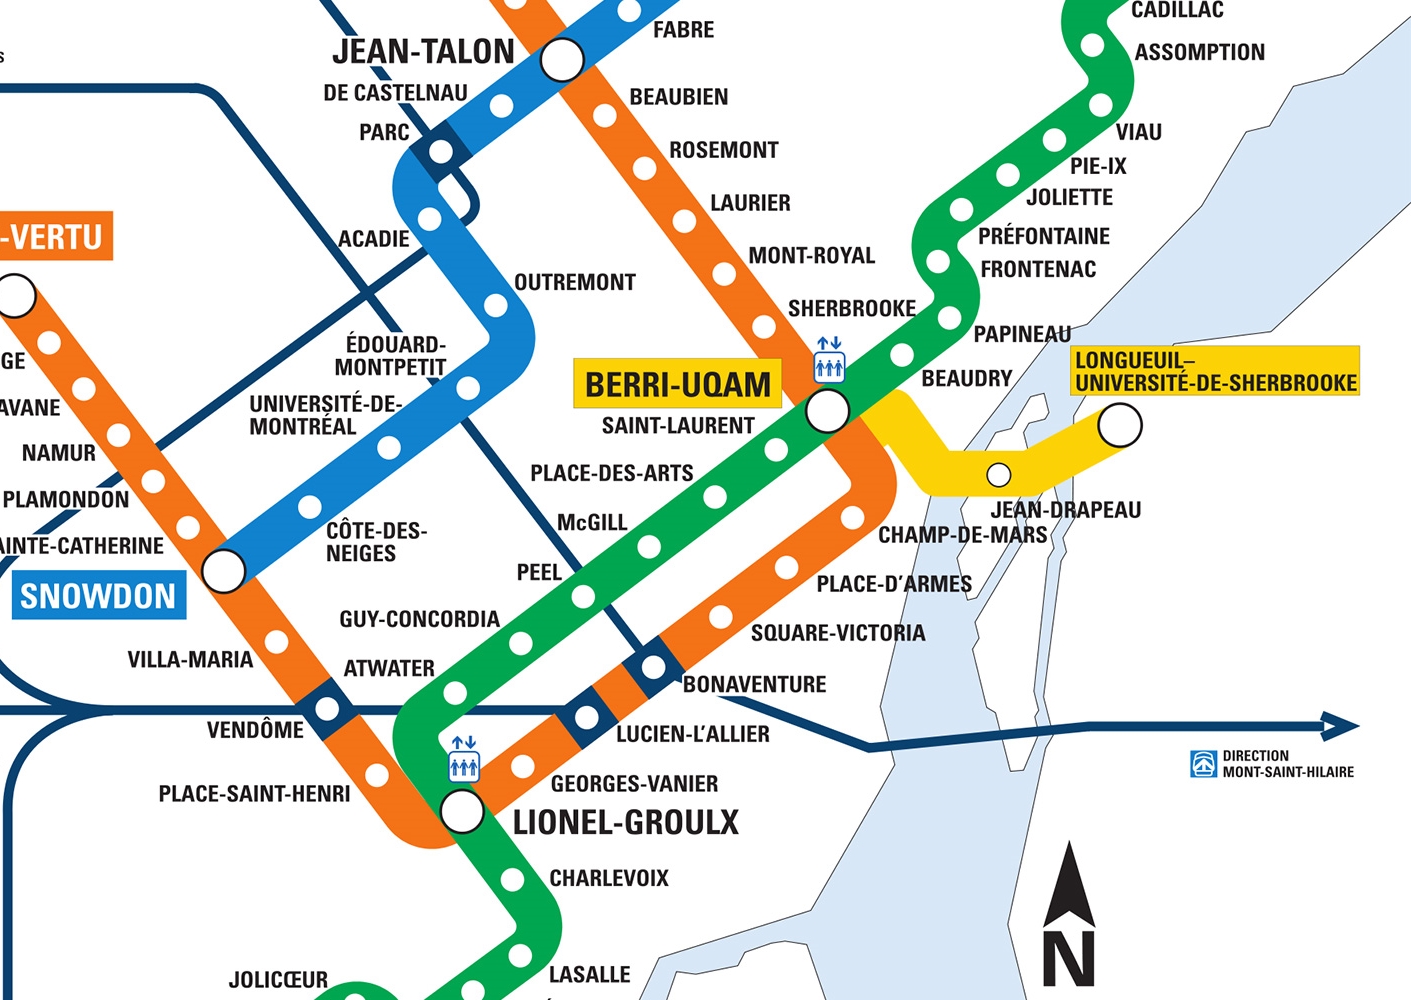 CADILLAC
FABRE
JEAN-TALON
ASSOMPTION
DE CASTELNAU
BEAUBIEN
PARC
VIAU
ROSEMONT
PIE-IX
JOLIETTE
LAURIER
-VERTU
ACADIE
PRÉFONTAINE
MONT-ROYAL
FRONTENAC
OUTREMONT
SHERBROOKE
PAPINEAU
ÉDOUARD-
MONTPETIT
GE
LONGUEUIL–
UNIVERSITÉ-DE-SHERBROOKE
BERRI-UQAM
BEAUDRY
AVANE
UNIVERSITÉ-DE-
MONTRÉAL
SAINT-LAURENT
NAMUR
PLACE-DES-ARTS
PLAMONDON
JEAN-DRAPEAU
McGILL
CÔTE-DES-
NEIGES
CHAMP-DE-MARS
AINTE-CATHERINE
PEEL
PLACE-D'ARMES
SNOWDON
GUY-CONCORDIA
SQUARE-VICTORIA
VILLA-MARIA
ATWATER
BONAVENTURE
VENDÔME
LUCIEN-L'ALLIER
DIRECTION
MONT-SAINT-HILAIRE
PLACE-SAINT-HENRI
GEORGES-VANIER
LIONEL-GROULX
CHARLEVOIX
N
LASALLE
JOLICŒUR